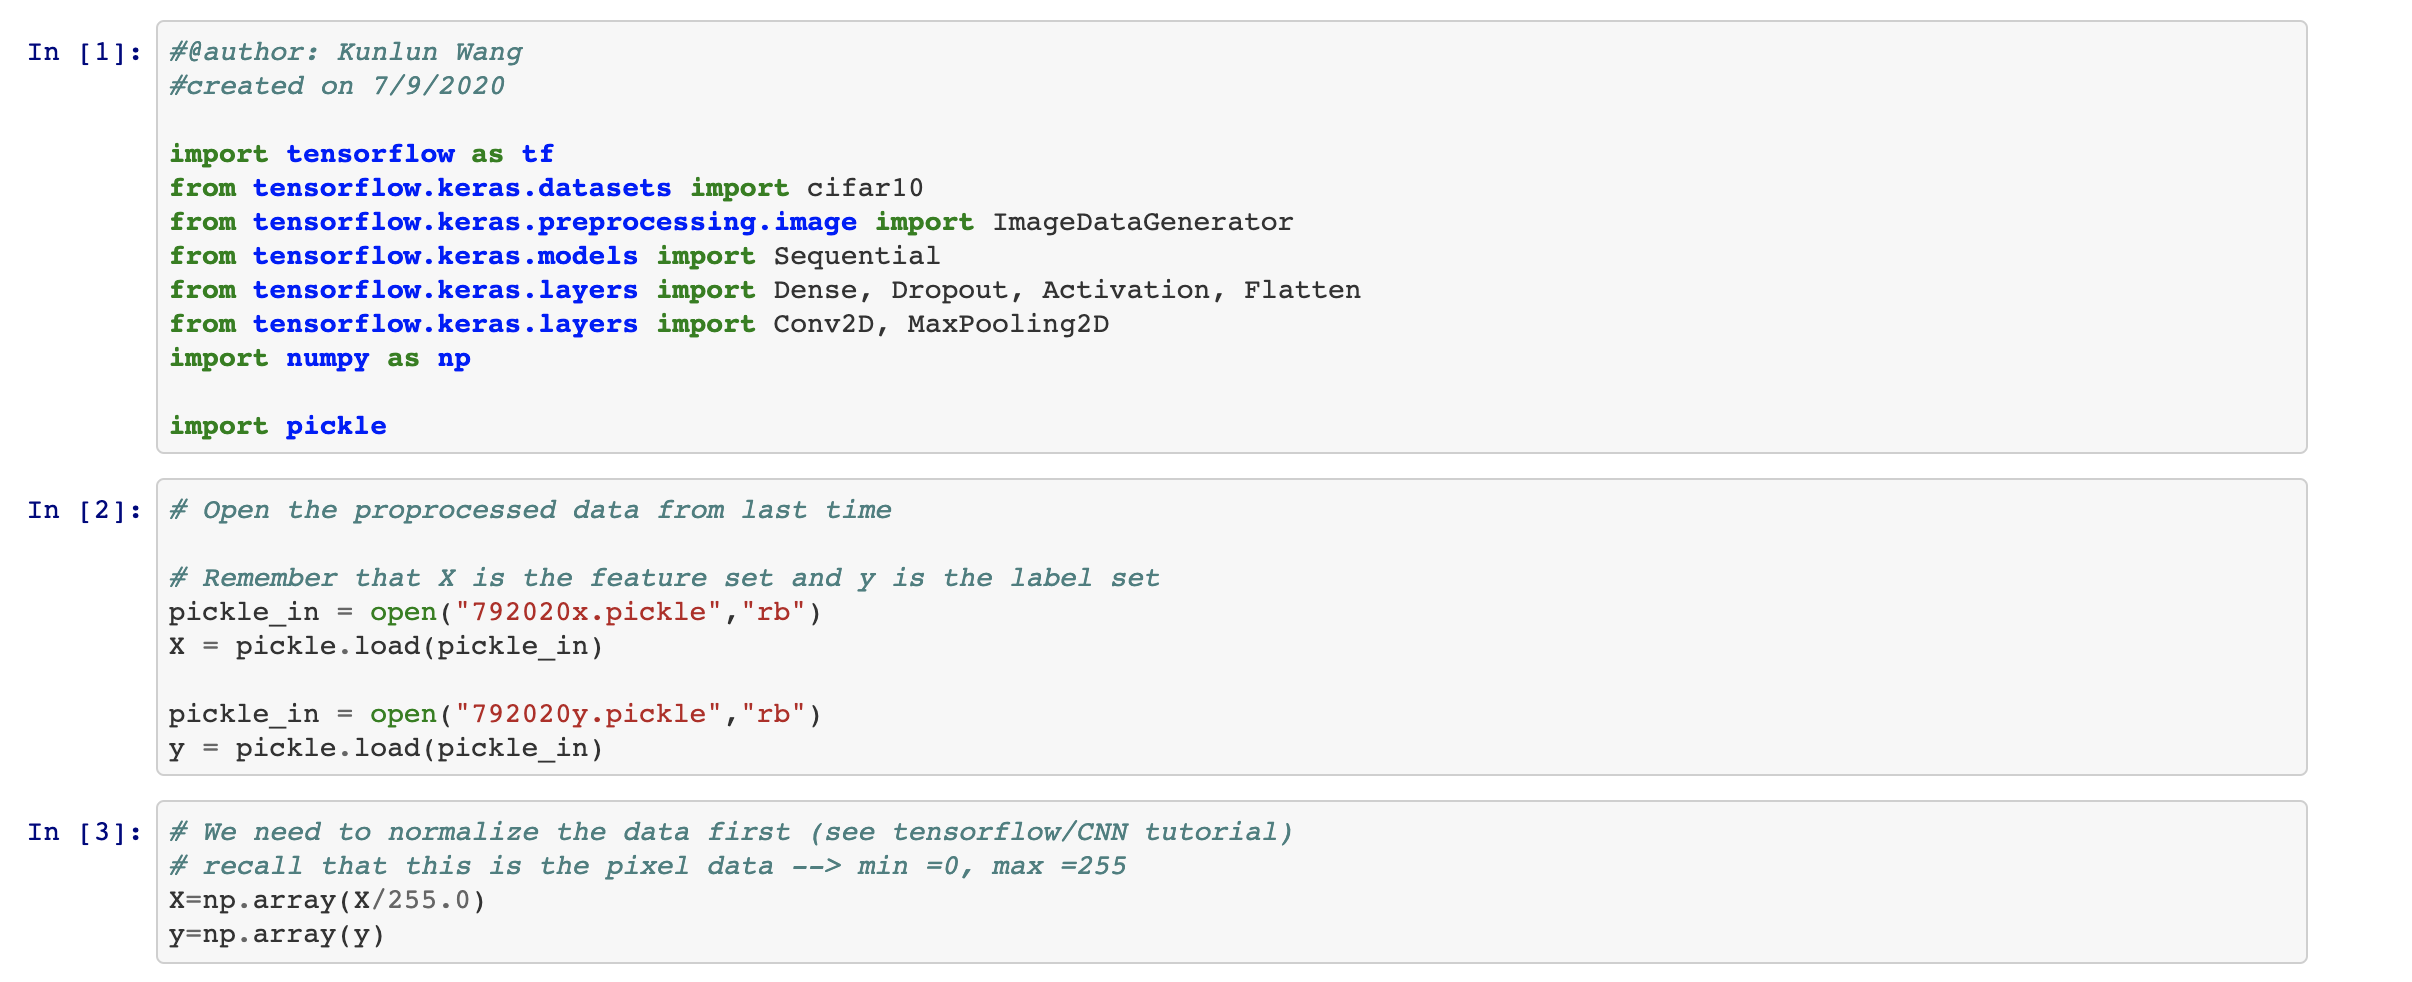 In [1]:
#@author: Kunlun Wang
#created on 7/9/2020
import tensorflow as tf
from tensorflow.keras.datasets import cifar10
from tensorflow.keras.preprocessing.image import ImageDataGenerator
from tensorflow.keras.models import Sequential
from tensorflow.keras.layers import Dense, Dropout, Activation, Flatten
from tensorflow.keras.layers import Conv2D, MaxPooling2D
import numpy as np
import pickle
In [2]:
# Open the proprocessed data from last time
# Remember that X is the feature set and y is the label set
pickle_in = open("792020x.pickle","rb")
X = pickle.load(pickle_in)
pickle_in = open("792020y.pickle","rb")
y = pickle.load(pickle_in)
In [3]:
# We need to normalize the data first (see tensorflow/CNN tutorial)
# recall that this is the pixel data --> min =0, max =255
X=np.array(X/255.0)
y=np.array(y)